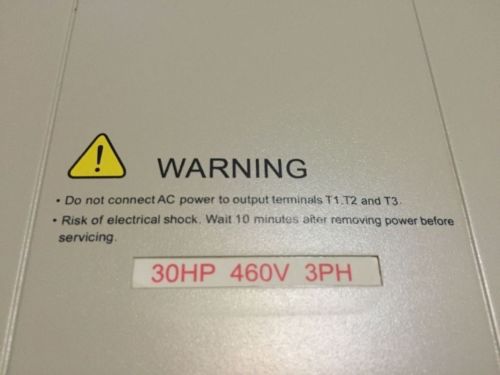 WARNING
• Do not connect AC power to output terminals T1.T2 and T3.
• Risk of electrical shock. Wait 10 minutes after removing power before
servicing.
30HP 460V 3PH